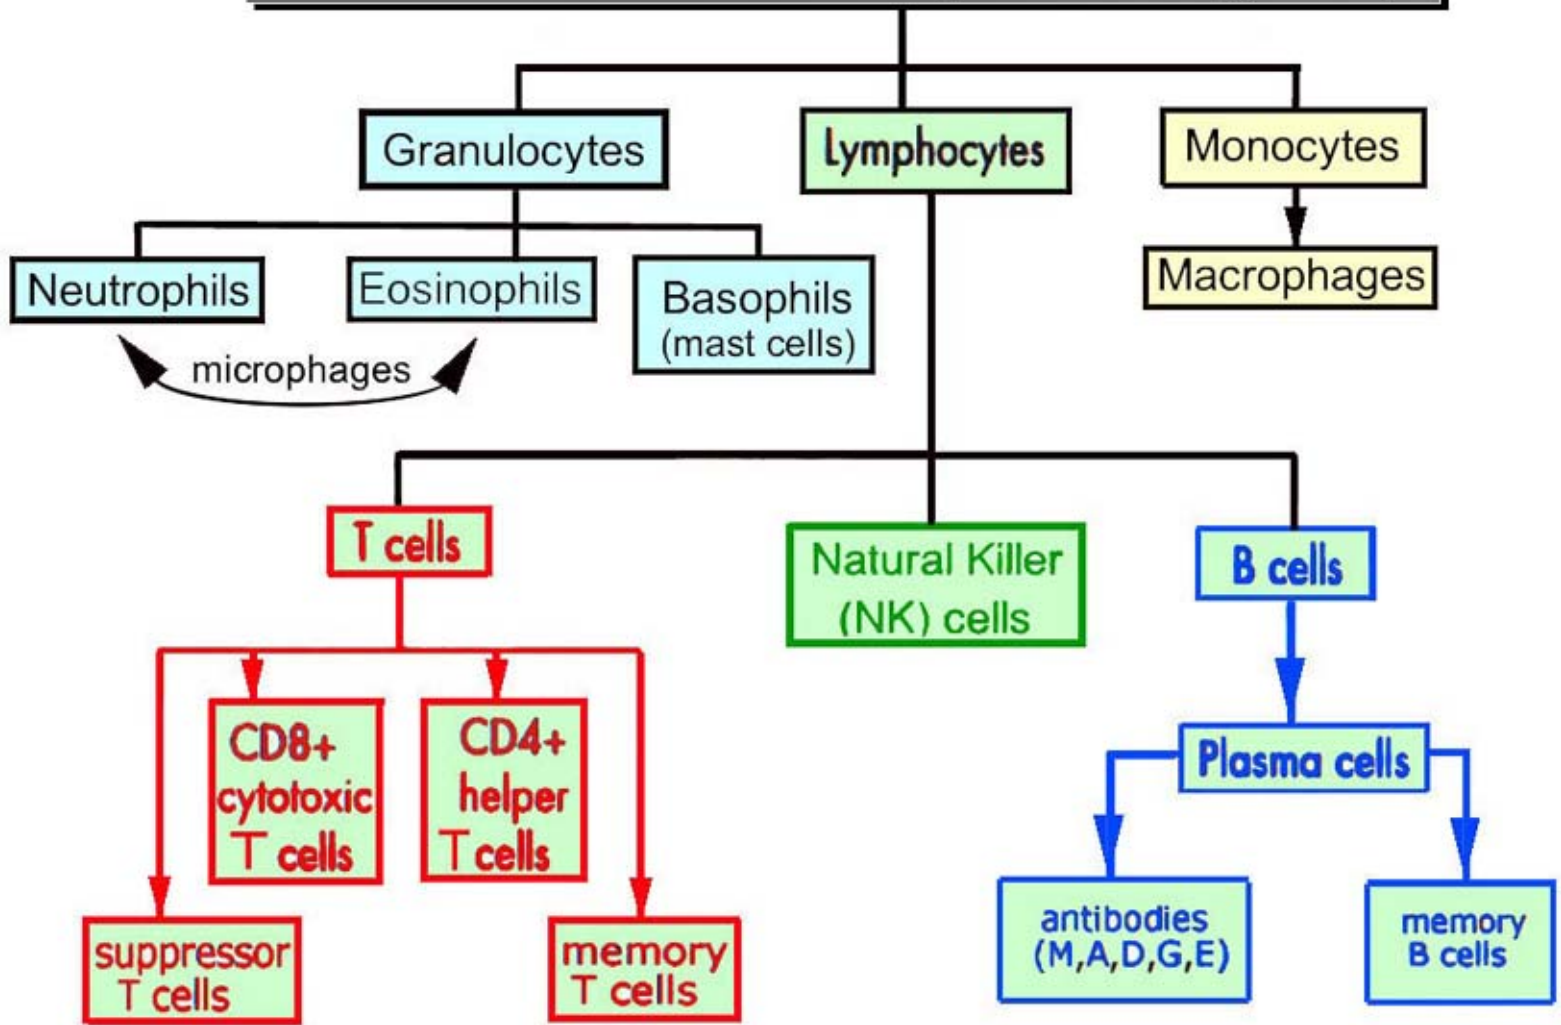 Granulocytes
Lymphocytes
Monocytes
Neutrophils
Eosinophils
Basophils
(mast cells)
Macrophages
microphages
T cells
Natural Killer
(NK) cells
B cells
CD8+
cytotoxic
T cells
CD4+
helper
T cells
Plasma cells
suppressor
T cells
memory
T cells
antibodies
(M,A,D,G,E)
memory
B cells